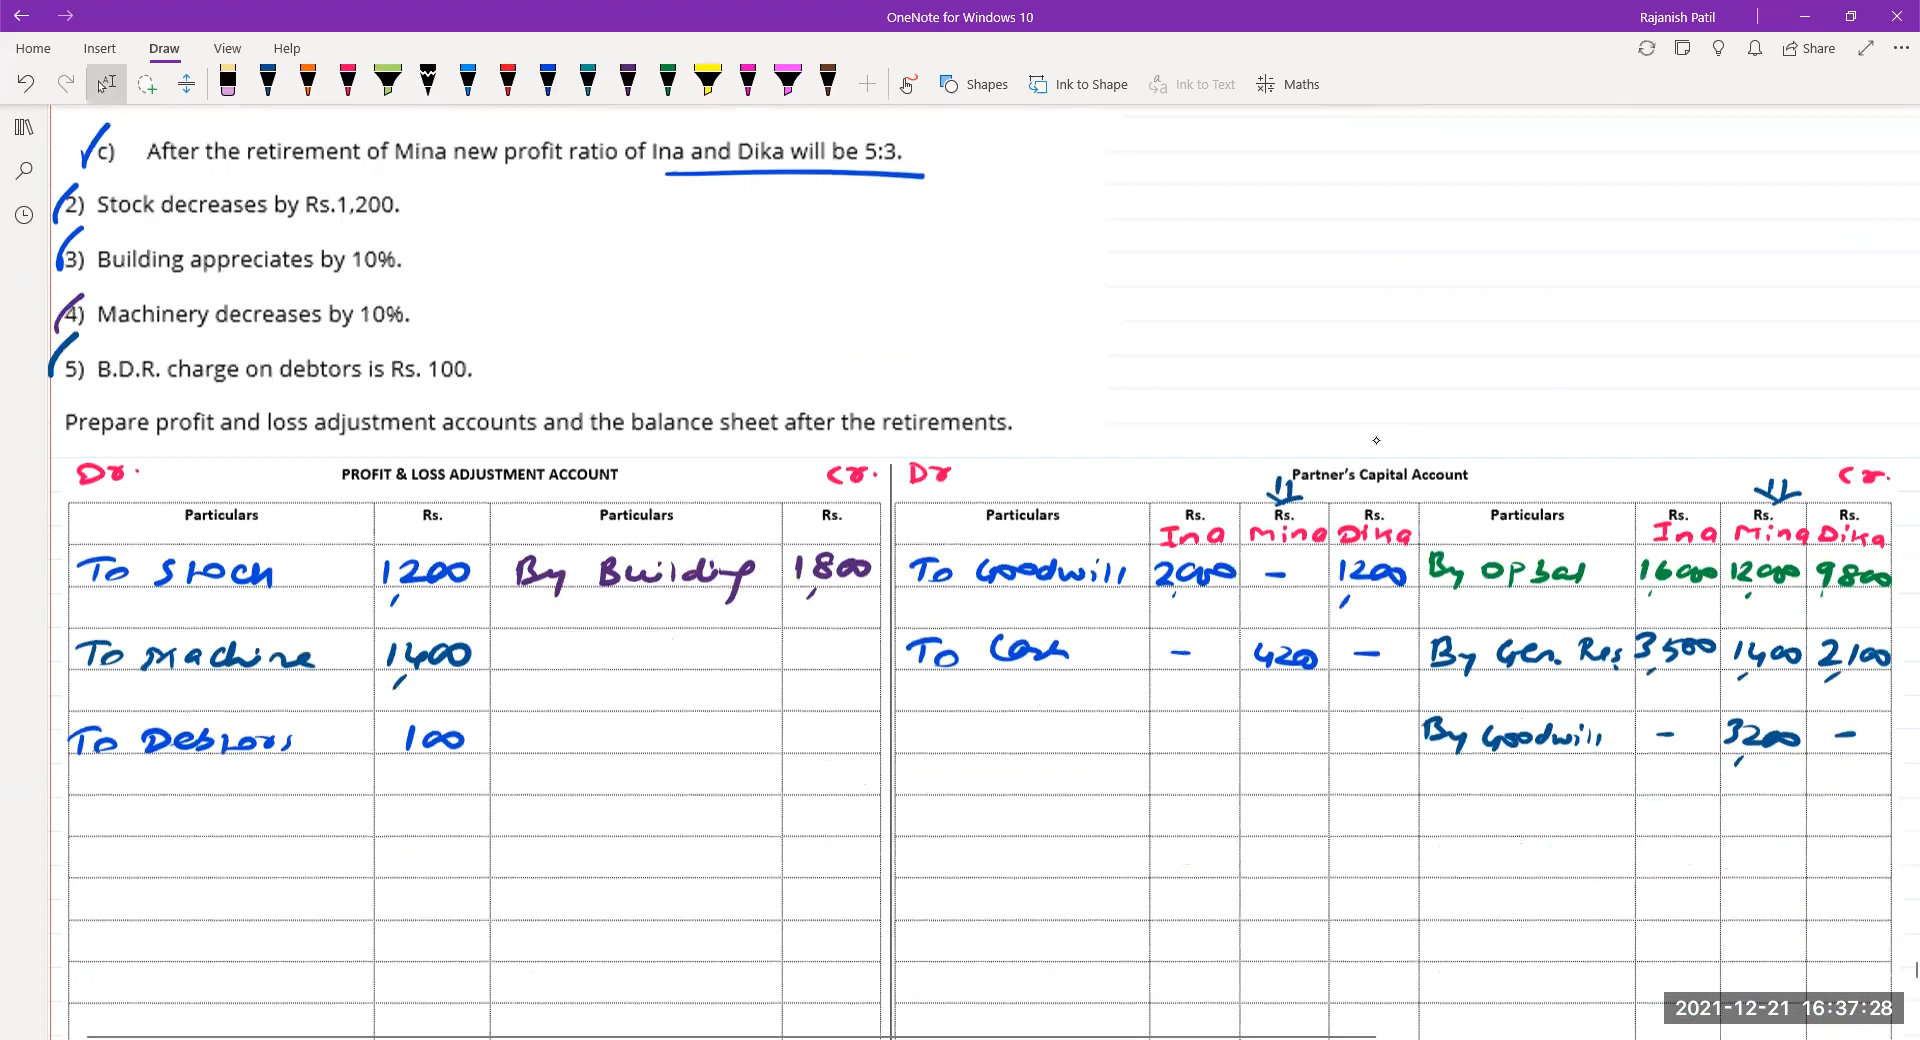 OneNote for Windows 10
Rajanish Patil
Home Insert Draw View Help
Share
Shapes Ink to Shape Ink to Text Maths
c) After the retirement of Mina new profit ratio of Ina and Dika will be 5:3.
2) Stock decreases by Rs.1,200.
3) Building appreciates by 10%.
4) Machinery decreases by 10%.
5) B.D.R. charge on debtors is Rs. 100.
Prepare profit and loss adjustment accounts and the balance sheet after the retirements.
Dr. PROFIT & LOSS ADJUSTMENT ACCOUNT Cr. Dr Partner's Capital Account Cr.
Particulars Rs. Particulars Rs. Particulars Rs. Rs. Rs. Particulars Rs. Rs. Rs.
Ina Mina Dika Ina Mina Dika
To Stock 1200 By Building 1800 To Goodwill 2000 - 1200 By op bal 16000 12000 9800
To Machine 1400 To Cash - 420 - By Gen. Res 3500 1400 2100
To Debtors 100 By Goodwill - 3200 -
2021-12-21 16:37:28